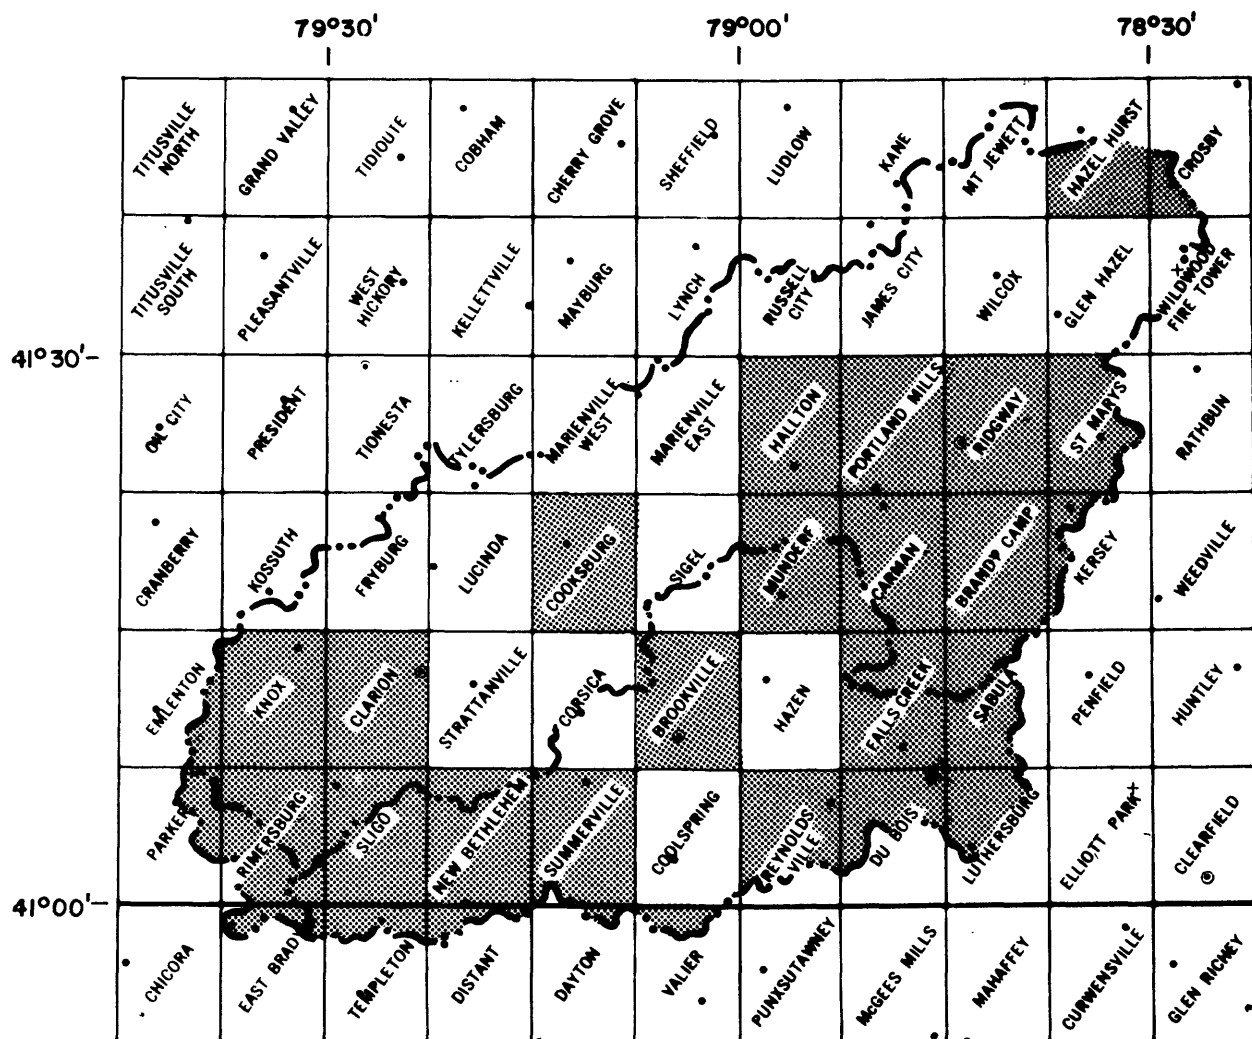 79°30'
79°00'
78°30'
TITUSVILLE
NORTH
GRAND VALLEY
TIDIOUIE
COBHAM
CHERRY GROVE
SHEFFIELD
LUDLOW
KANE
MT JEWETT
HAZEL HURST
CROSBY
TITUSVILLE
SOUTH
PLEASANTVILLE
WEST
HICKORY
KELLETTVILLE
MAYBURG
LYNCH
RUSSELL
CITY
JAMES CITY
WILCOX
GLEN HAZEL
WILDWOOD
FIRE TOWER
41°30'
OIL CITY
PRESIDENT
TIONESTA
TYLERSBURG
MARIENVILLE
WEST
MARIENVILLE
EAST
HALLTON
PORTLAND MILLS
RIDGWAY
ST MARYS
RATHBUN
CRANBERRY
KOSSUTH
FRYBURG
LUCINDA
COOKSBURG
SIGEL
MUNDERF
CARMAN
BRANDY CAMP
KERSEY
WEEDVILLE
EMLENTON
KNOX
CLARION
STRATTANVILLE
CORSICA
BROOKVILLE
HAZEN
FALLS CREEK
SABULA
PENFIELD
HUNTLEY
PARKER
RIMERSBURG
SLIGO
NEW BETHLEHEM
SUMMERVILLE
COOLSPRING
REYNOLDS
VILLE
DU BOIS
LUTHERSBURG
ELLIOTT PARK
CLEARFIELD
41°00'
CHICORA
EAST BRADY
TEMPLETON
DISTANT
DAYTON
VALIER
PUNXSUTAWNEY
McGEES MILLS
MAHAFFEY
CURWENSVILLE
GLEN RICHEY